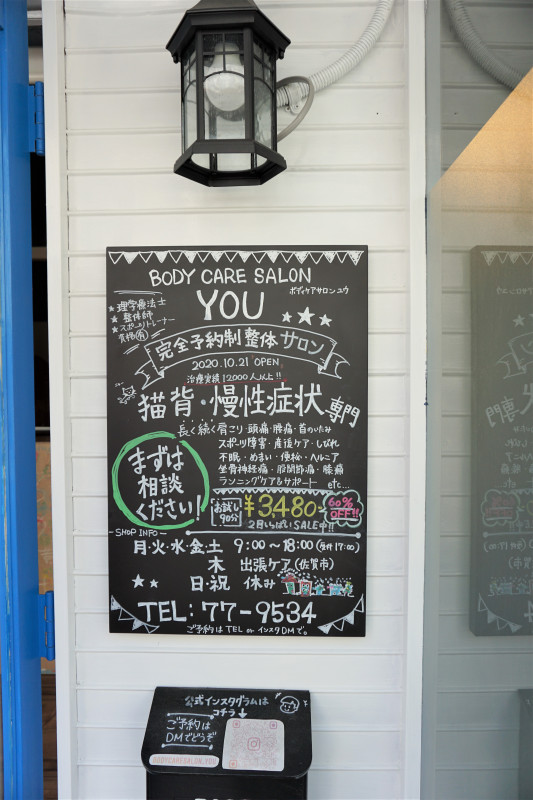 BODY CARE SALON
ボディケアサロン ユウ
YOU
★理学療法士
★整体師
★スポーツトレーナー
資格有
完全予約制整体サロン
2020.10.21 OPEN
治療実績12000人以上!!
猫背・慢性症状専門
長く続く肩こり・頭痛・腰痛・首のいたみ
スポーツ障害・産後ケア・しびれ
不眠・めまい・便秘・ヘルニア
坐骨神経痛・股関節痛・膝痛
ランニングケア&サポート etc...
まずは
相談
ください!
お試し
90分
¥3480~
60%
OFF!!
2月いっぱいSALE中!!
-SHOP INFO-
月・火・水・金・土 9:00~18:00(受付17:00)
木 出張ケア(佐賀市)
日・祝 休み
TEL:77-9534
ご予約はTEL or インスタDMで。
公式インスタグラムは
コチラ↓
ご予約は
DMでどうぞ
BODYCARESALON.YOU